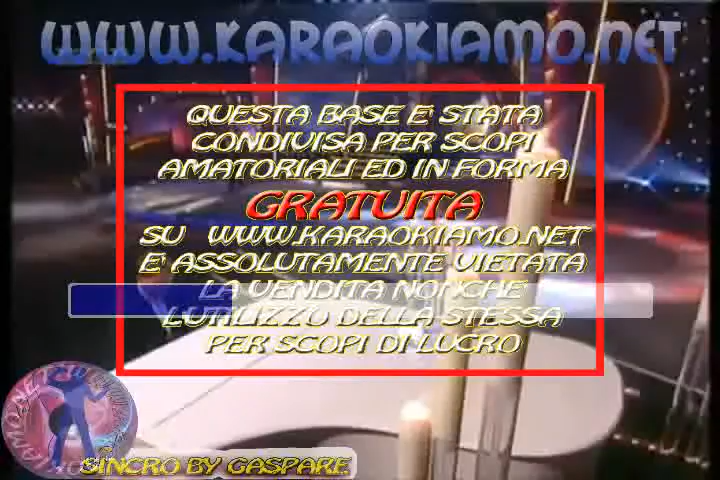 WWW.KARAOKIAMO.NET
QUESTA BASE E' STATA
CONDIVISA PER SCOPI
AMATORIALI ED IN FORMA
GRATUITA
SU WWW.KARAOKIAMO.NET
E' ASSOLUTAMENTE VIETATA
LA VENDITA NONCHE'
L'UTILIZZO DELLA STESSA
PER SCOPI DI LUCRO
SINCRO BY GASPARE